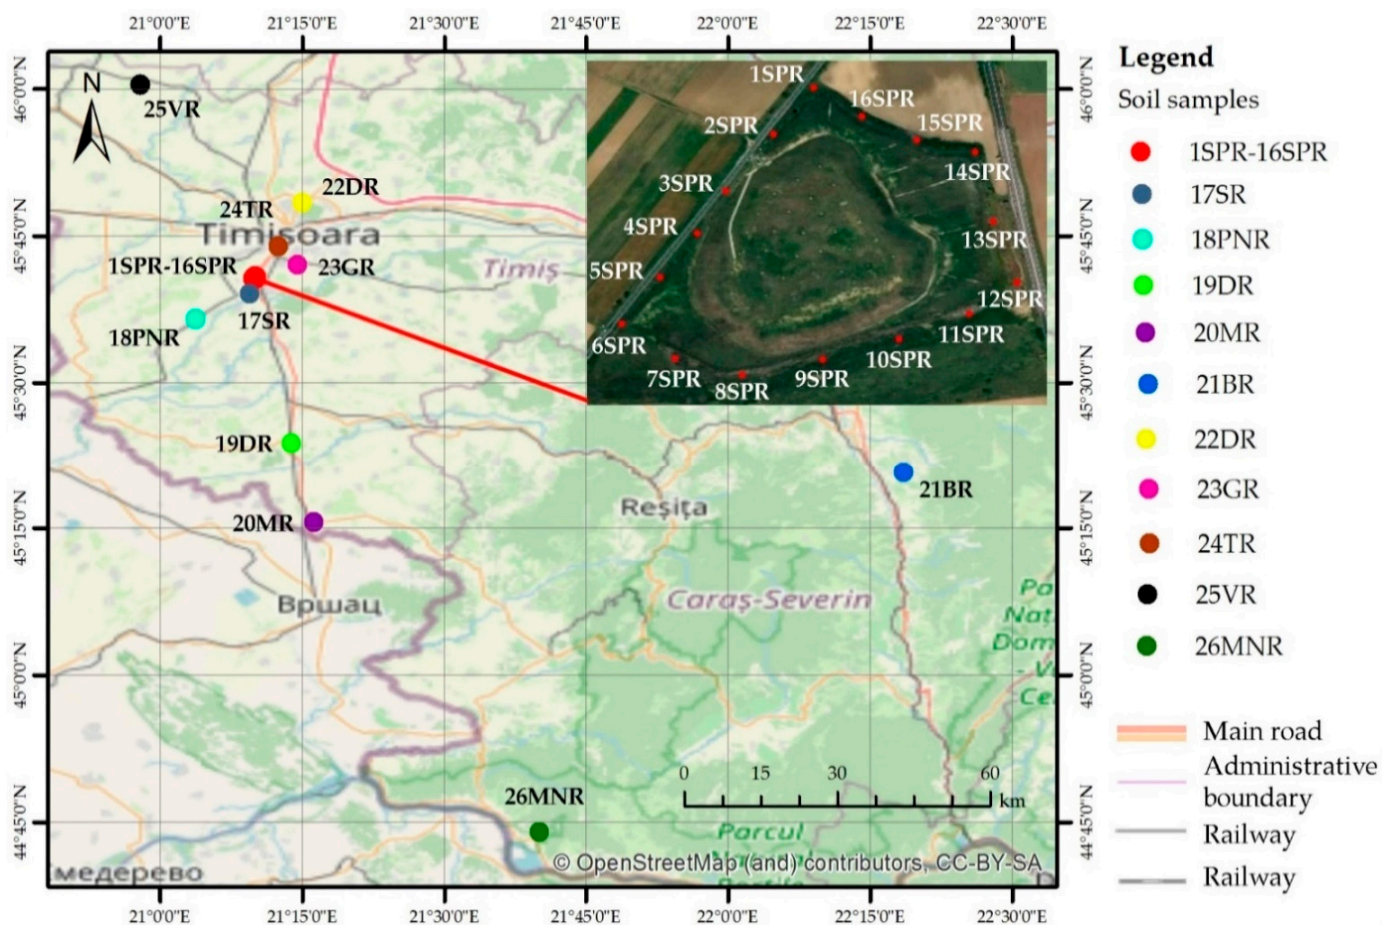 21°0'0"E 21°15'0"E 21°30'0"E 21°45'0"E 22°0'0"E 22°15'0"E 22°30'0"E
46°0'0"N
45°45'0"N
45°30'0"N
45°15'0"N
45°0'0"N
44°45'0"N
N
25VR
22DR
24TR
Timișoara
1SPR-16SPR
23GR
17SR
18PNR
Timiș
19DR
20MR
Reșița
21BR
Вршац
Caraș-Severin
26MNR
1SPR
16SPR
2SPR
15SPR
14SPR
3SPR
4SPR
13SPR
5SPR
12SPR
6SPR
11SPR
10SPR
7SPR
9SPR
8SPR
Pa
Nat
Dom
- V
Ce
0 15 30 60
km
Parcul
© OpenStreetMap (and) contributors, CC-BY-SA
медерево
46°0'0"N
45°45'0"N
45°30'0"N
45°15'0"N
45°0'0"N
44°45'0"N
21°0'0"E 21°15'0"E 21°30'0"E 21°45'0"E 22°0'0"E 22°15'0"E 22°30'0"E
Legend
Soil samples
1SPR-16SPR
17SR
18PNR
19DR
20MR
21BR
22DR
23GR
24TR
25VR
26MNR
Main road
Administrative
boundary
Railway
Railway